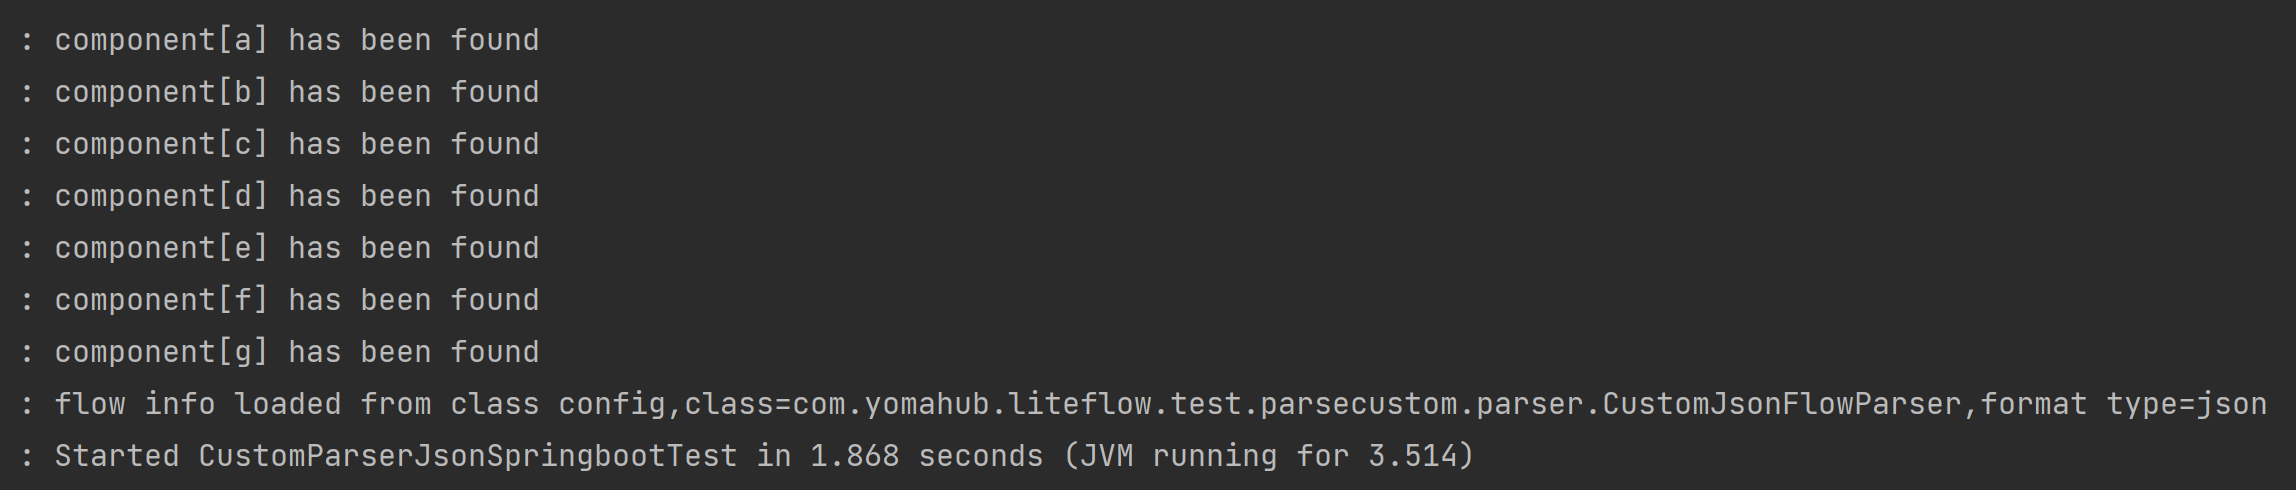 : component[a] has been found
: component[b] has been found
: component[c] has been found
: component[d] has been found
: component[e] has been found
: component[f] has been found
: component[g] has been found
: flow info loaded from class config,class=com.yomahub.liteflow.test.parsecustom.parser.CustomJsonFlowParser,format type=json
: Started CustomParserJsonSpringbootTest in 1.868 seconds (JVM running for 3.514)